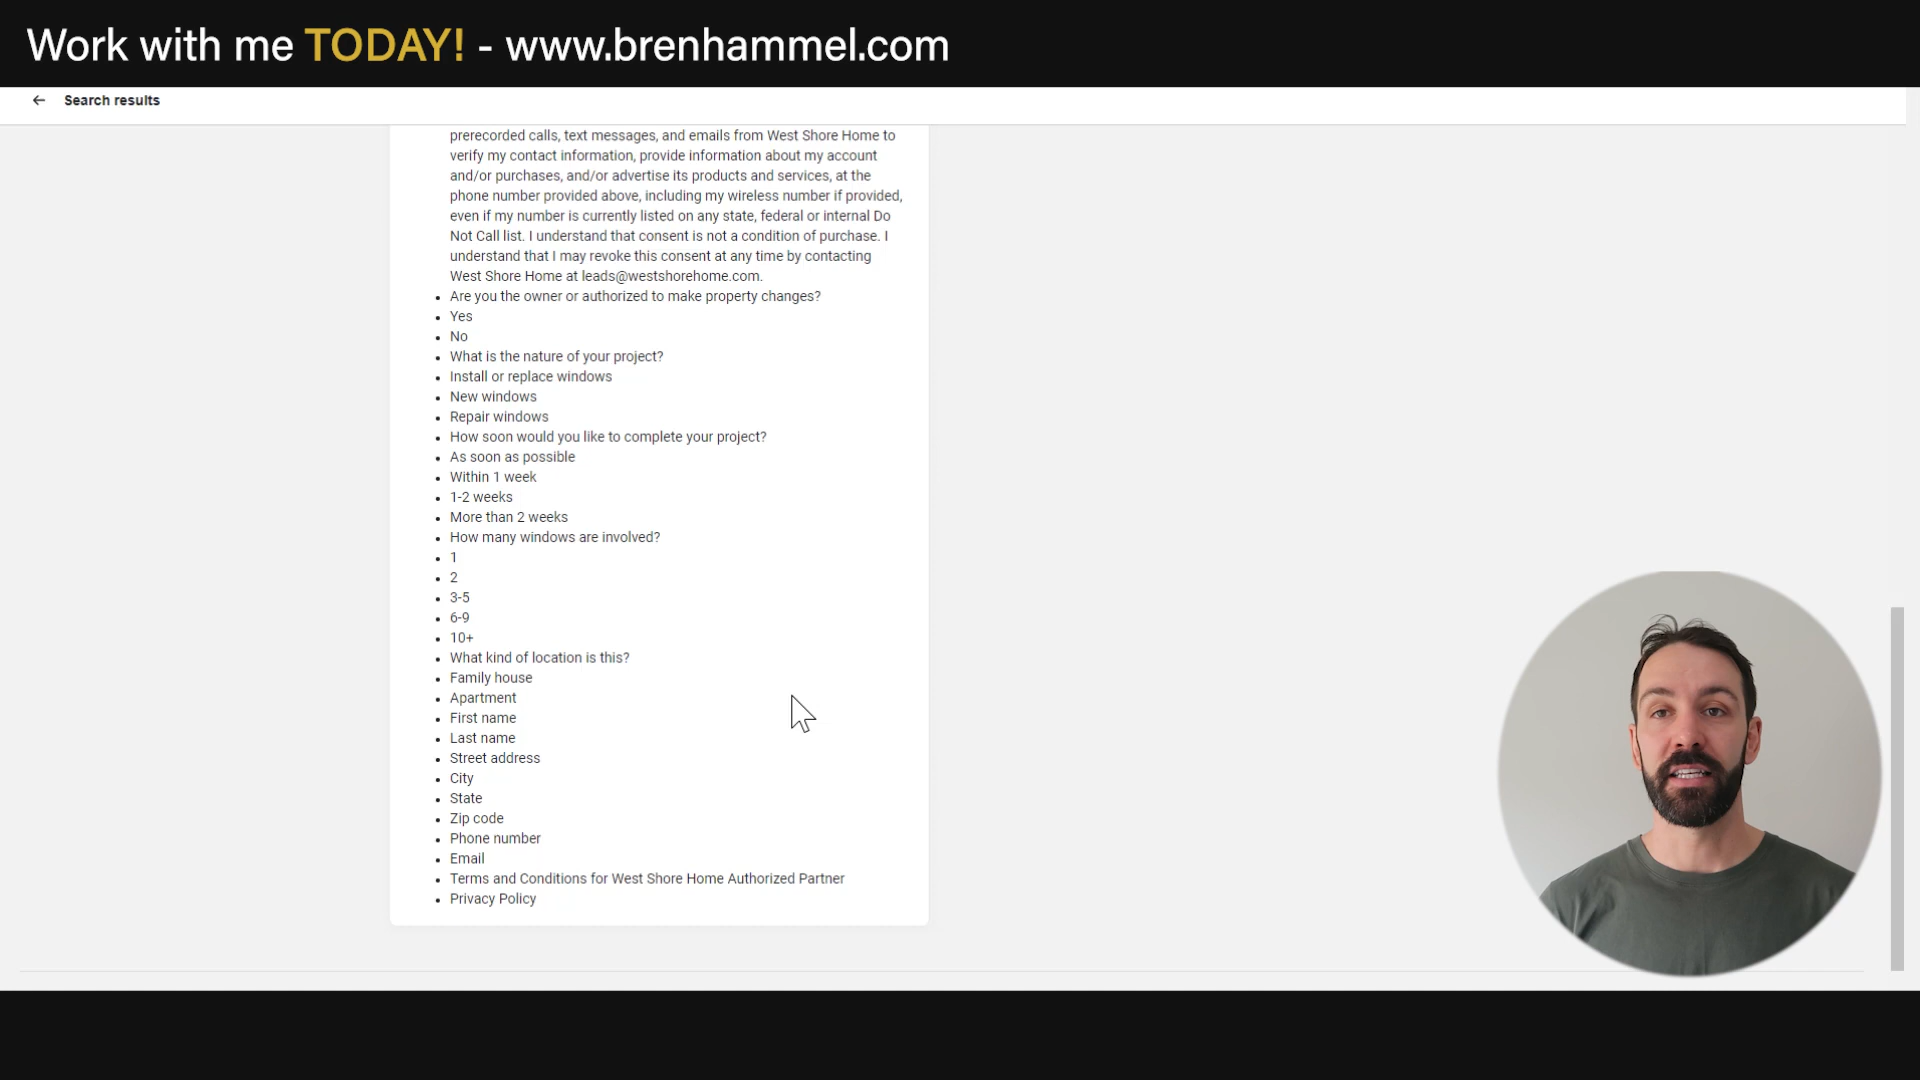 Work with me TODAY! - www.brenhammel.com
← Search results
prerecorded calls, text messages, and emails from West Shore Home to
verify my contact information, provide information about my account
and/or purchases, and/or advertise its products and services, at the
phone number provided above, including my wireless number if provided,
even if my number is currently listed on any state, federal or internal Do
Not Call list. I understand that consent is not a condition of purchase. I
understand that I may revoke this consent at any time by contacting
West Shore Home at leads@westshorehome.com.
• Are you the owner or authorized to make property changes?
• Yes
• No
• What is the nature of your project?
• Install or replace windows
• New windows
• Repair windows
• How soon would you like to complete your project?
• As soon as possible
• Within 1 week
• 1-2 weeks
• More than 2 weeks
• How many windows are involved?
• 1
• 2
• 3-5
• 6-9
• 10+
• What kind of location is this?
• Family house
• Apartment
• First name
• Last name
• Street address
• City
• State
• Zip code
• Phone number
• Email
• Terms and Conditions for West Shore Home Authorized Partner
• Privacy Policy